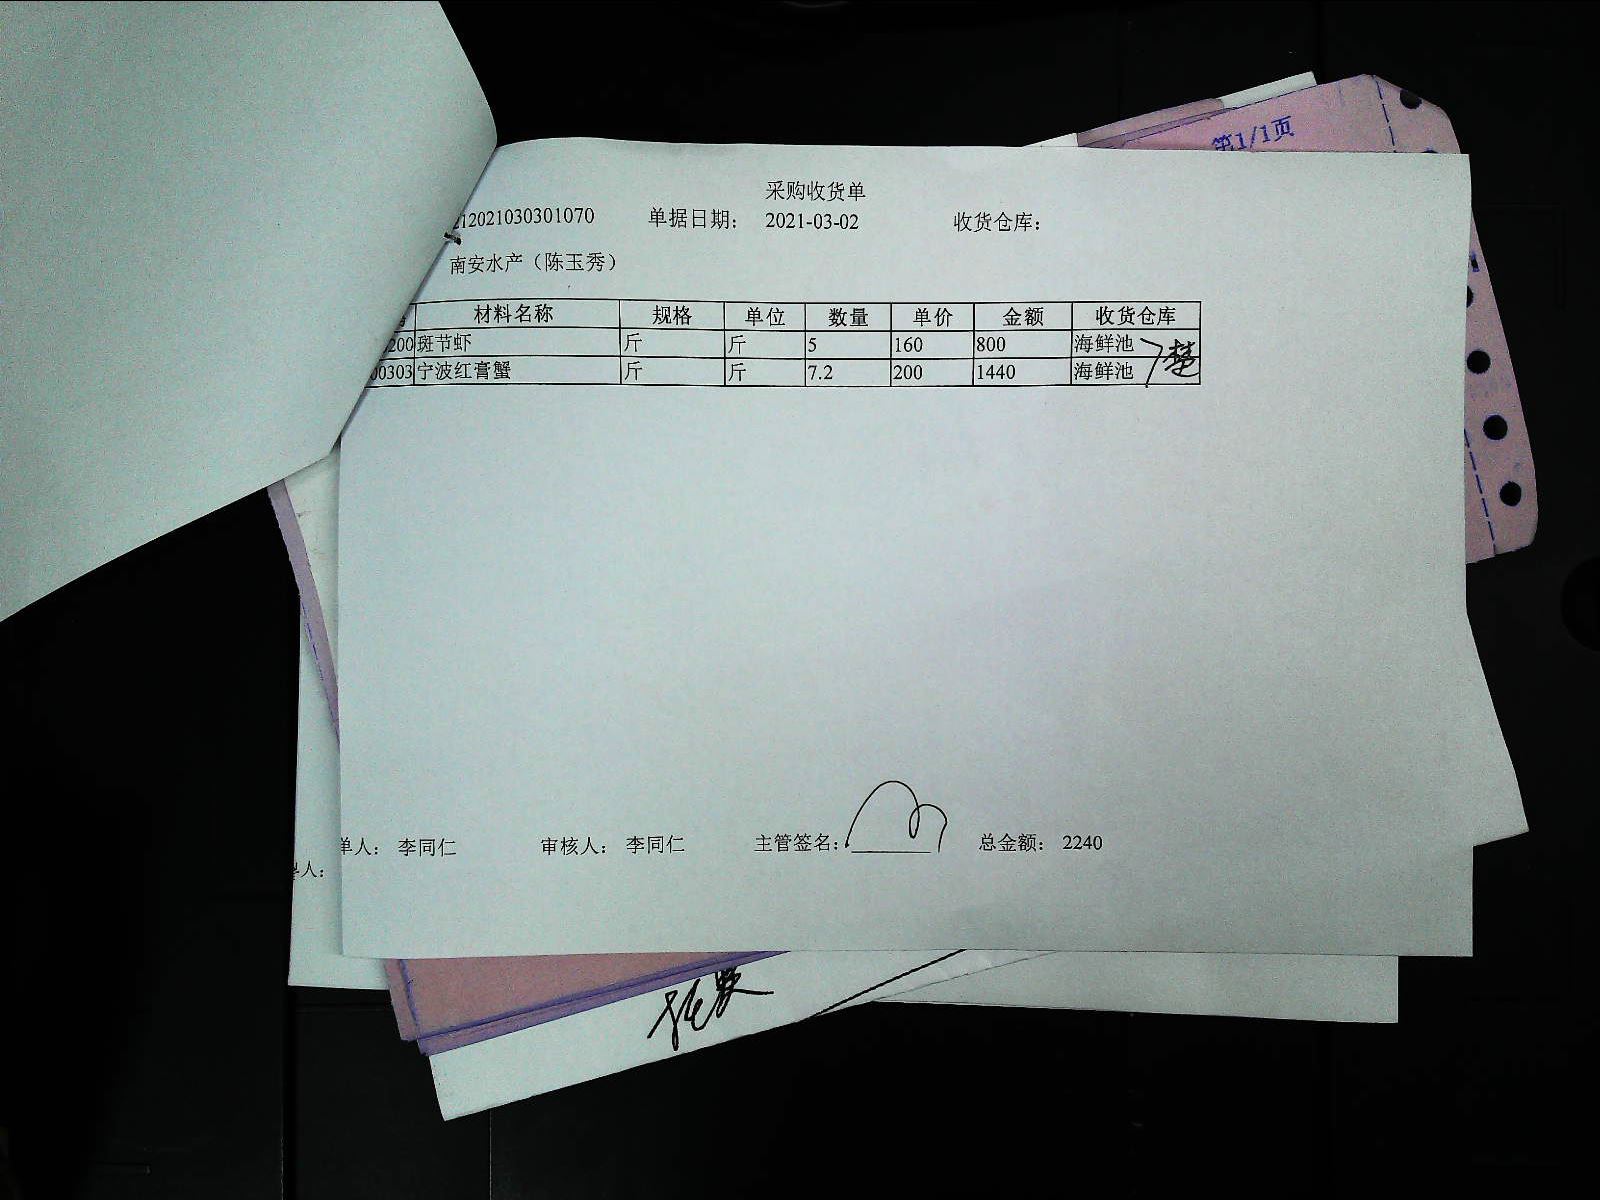 第1/1页
采购收货单
212021030301070 单据日期： 2021-03-02 收货仓库：
南安水产（陈玉秀）
材料名称 规格 单位 数量 单价 金额 收货仓库
200 斑节虾 斤 斤 5 160 800 海鲜池
00303 宁波红膏蟹 斤 斤 7.2 200 1440 海鲜池
单人： 李同仁 审核人： 李同仁 主管签名： 总金额： 2240
人：